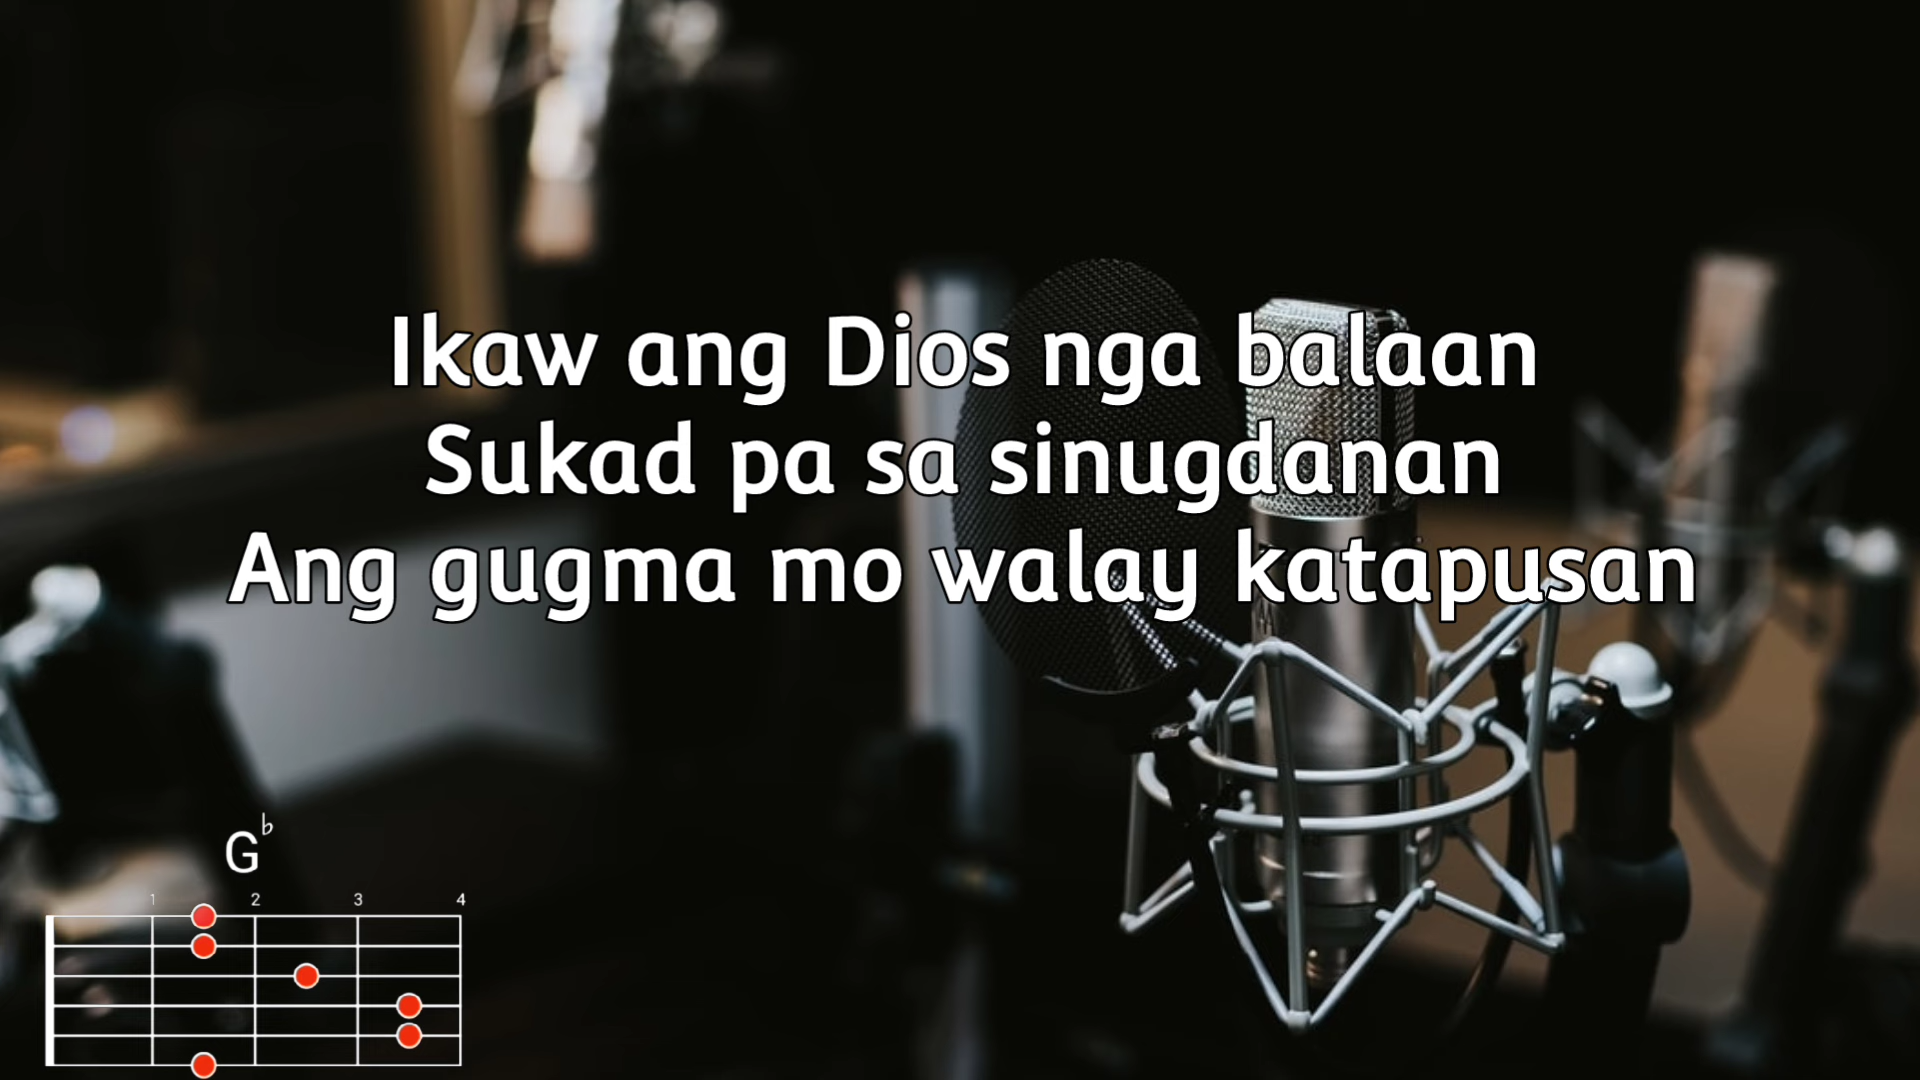 Ikaw ang Dios nga balaan
Sukad pa sa sinugdanan
Ang gugma mo walay katapusan
G♭
1 2 3 4